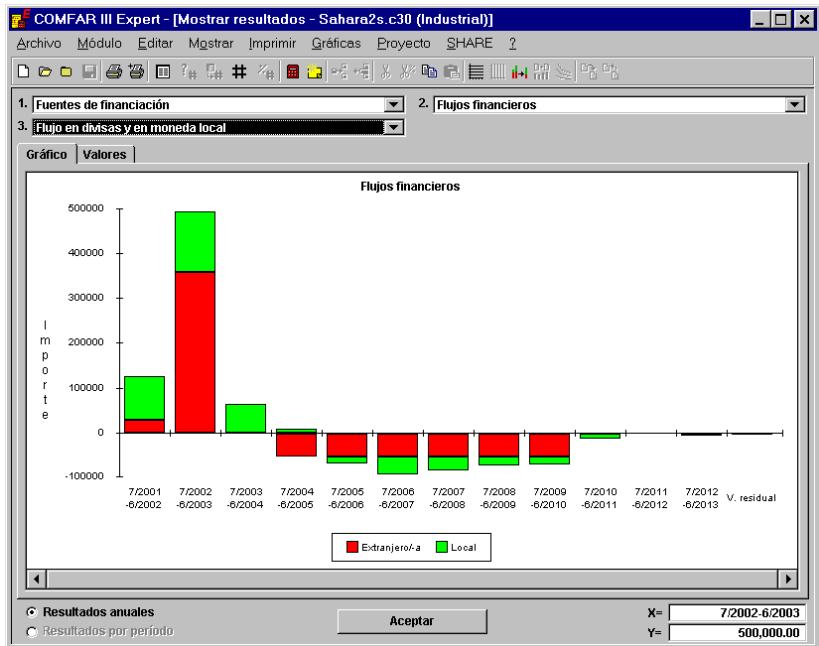 COMFAR III Expert - [Mostrar resultados - Sahara2s.c30 (Industrial)]
Archivo Módulo Editar Mostrar Imprimir Gráficas Proyecto SHARE ?
1. Fuentes de financiación 2. Flujos financieros
3. Flujo en divisas y en moneda local
Gráfico Valores
Flujos financieros
500000
400000
300000
200000
100000
0
-100000
Importe
7/2001 7/2002 7/2003 7/2004 7/2005 7/2006 7/2007 7/2008 7/2009 7/2010 7/2011 7/2012 V. residual
-6/2002 -6/2003 -6/2004 -6/2005 -6/2006 -6/2007 -6/2008 -6/2009 -6/2010 -6/2011 -6/2012 -6/2013
Extranjero/-a Local
Resultados anuales
Resultados por período
Aceptar
X= 7/2002-6/2003
Y= 500,000.00